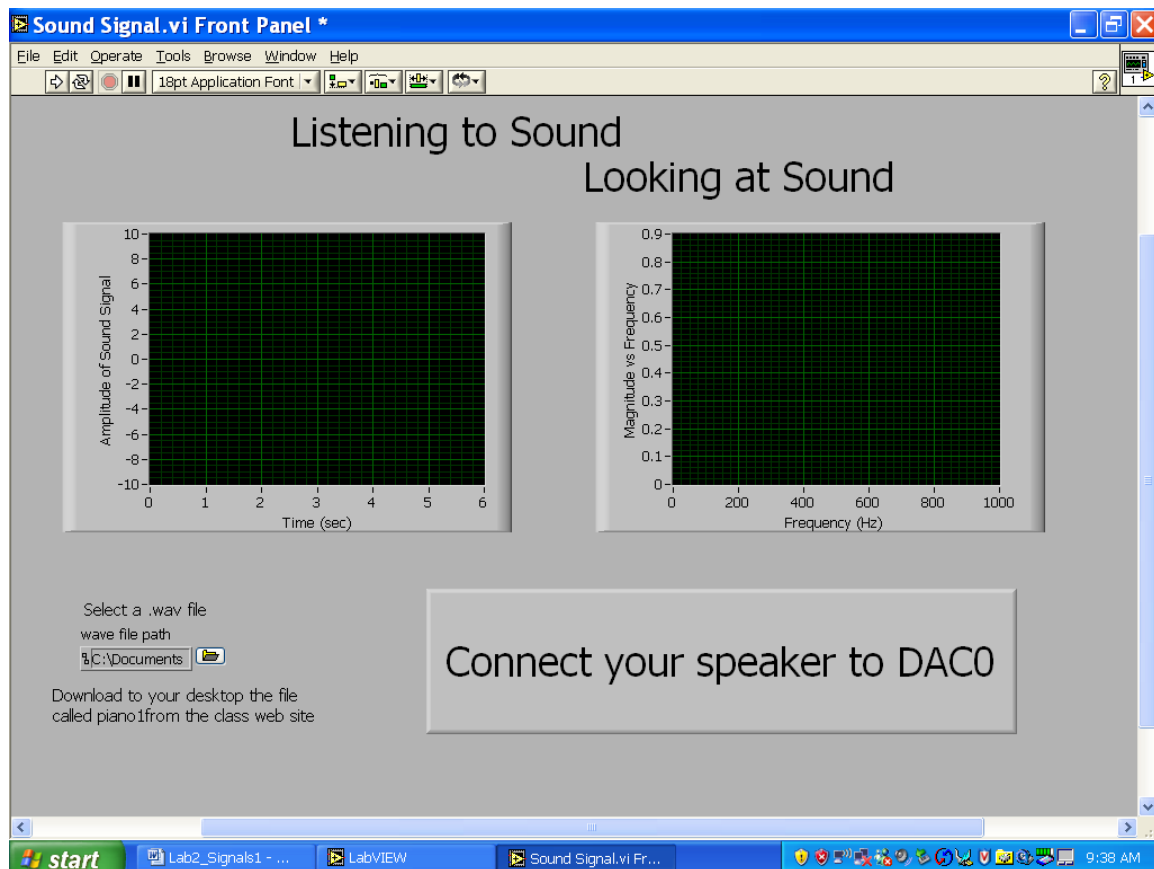 Sound Signal.vi Front Panel *
File Edit Operate Tools Browse Window Help
18pt Application Font
1
Listening to Sound
Looking at Sound
Amplitude of Sound Signal
10
8
6
4
2
0
-2
-4
-6
-8
-10
0 1 2 3 4 5 6
Time (sec)
Magnitude vs Frequency
0.9
0.8
0.7
0.6
0.5
0.4
0.3
0.2
0.1
0
0 200 400 600 800 1000
Frequency (Hz)
Select a .wav file
wave file path
C:\Documents
Download to your desktop the file
called piano1from the class web site
Connect your speaker to DAC0
start Lab2_Signals1 - ... LabVIEW Sound Signal.vi Fr... 9:38 AM